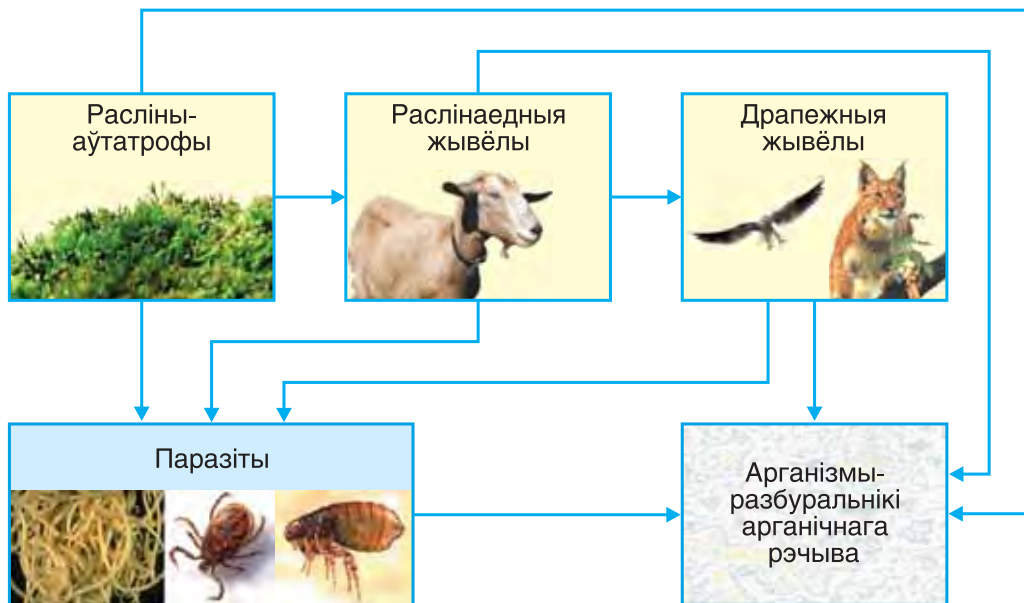 Расліны-
аўтатрофы
Раслінаедныя
жывёлы
Драпежныя
жывёлы
Паразіты
Арганізмы-
разбуральнікі
арганічнага
рэчыва